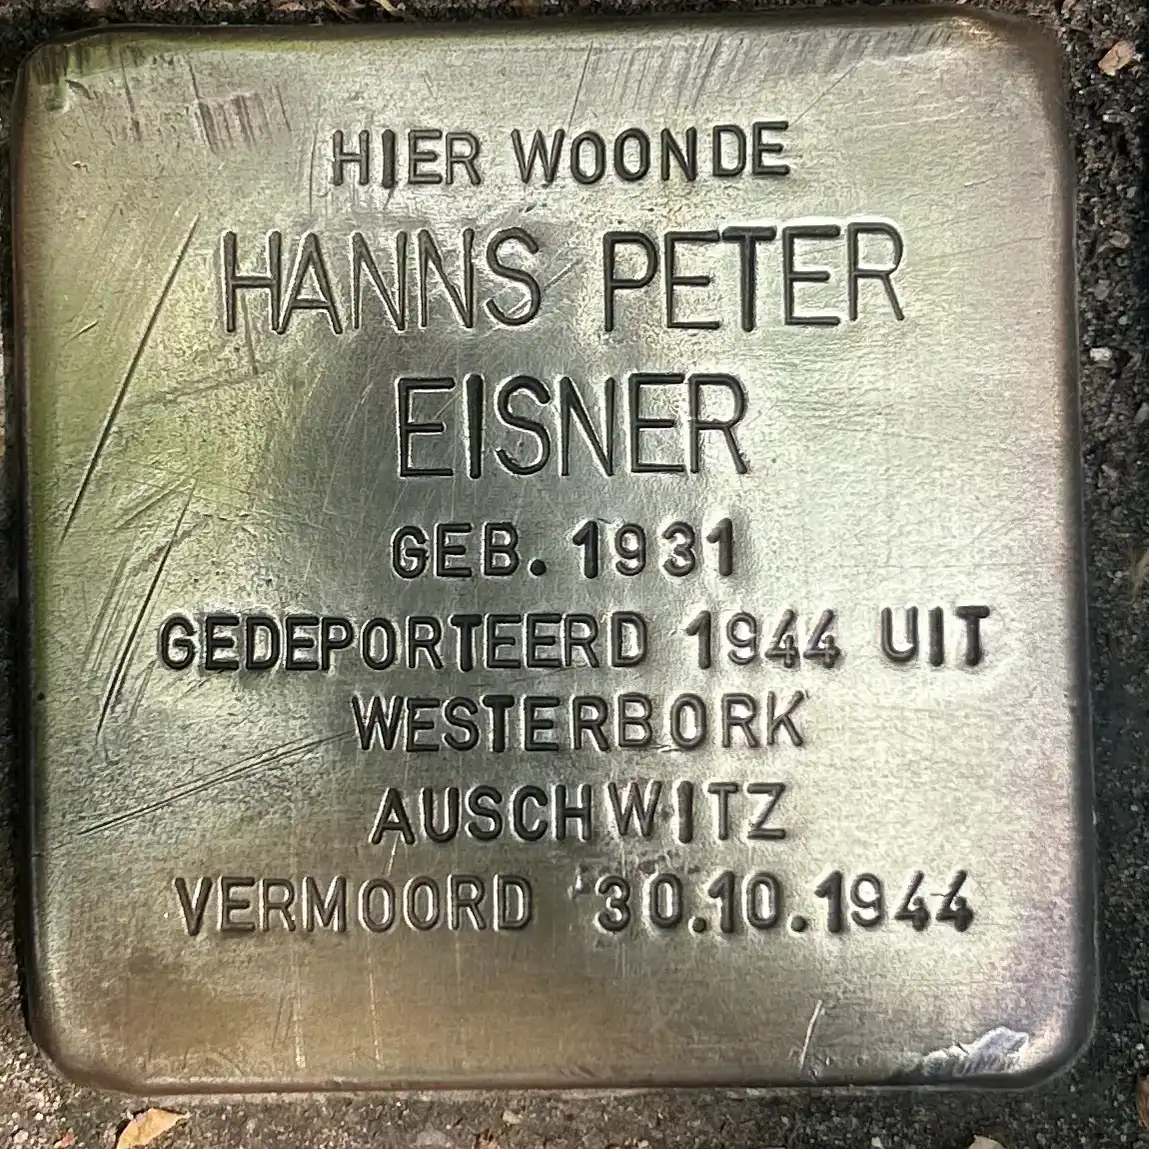 HIER WOONDE
HANNS PETER
EISNER
GEB. 1931
GEDEPORTEERD 1944 UIT
WESTERBORK
AUSCHWITZ
VERMOORD 30.10.1944